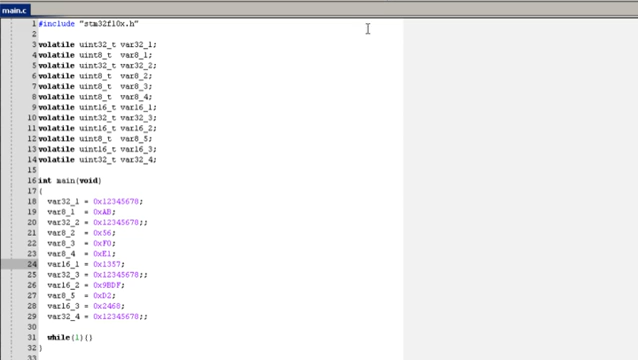 main.c
1 #include "stm32f10x.h"
2
3 volatile uint32_t var32_1;
4 volatile uint8_t var8_1;
5 volatile uint32_t var32_2;
6 volatile uint8_t var8_2;
7 volatile uint8_t var8_3;
8 volatile uint8_t var8_4;
9 volatile uint16_t var16_1;
10 volatile uint32_t var32_3;
11 volatile uint16_t var16_2;
12 volatile uint8_t var8_5;
13 volatile uint16_t var16_3;
14 volatile uint32_t var32_4;
15
16 int main(void)
17 {
18 var32_1 = 0x12345678;
19 var8_1 = 0xAB;
20 var32_2 = 0x12345678;;
21 var8_2 = 0x56;
22 var8_3 = 0xF0;
23 var8_4 = 0xE1;
24 var16_1 = 0x1357;
25 var32_3 = 0x12345678;;
26 var16_2 = 0x9BDF;
27 var8_5 = 0xD2;
28 var16_3 = 0x2468;
29 var32_4 = 0x12345678;;
30
31 while(1){}
32 }
33